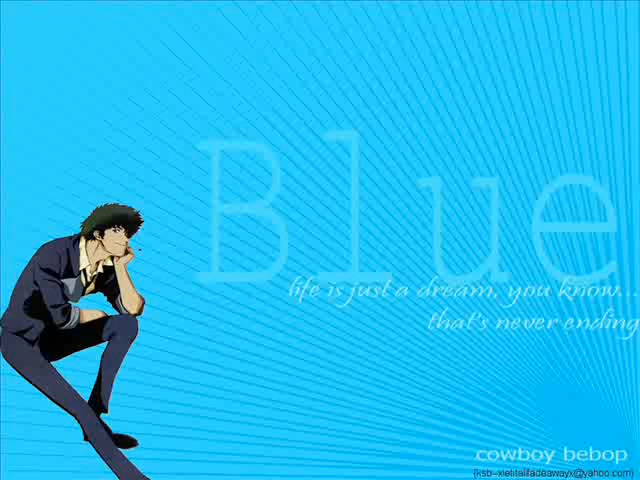 Blue
life is just a dream, you know...
that's never ending
cowboy bebop